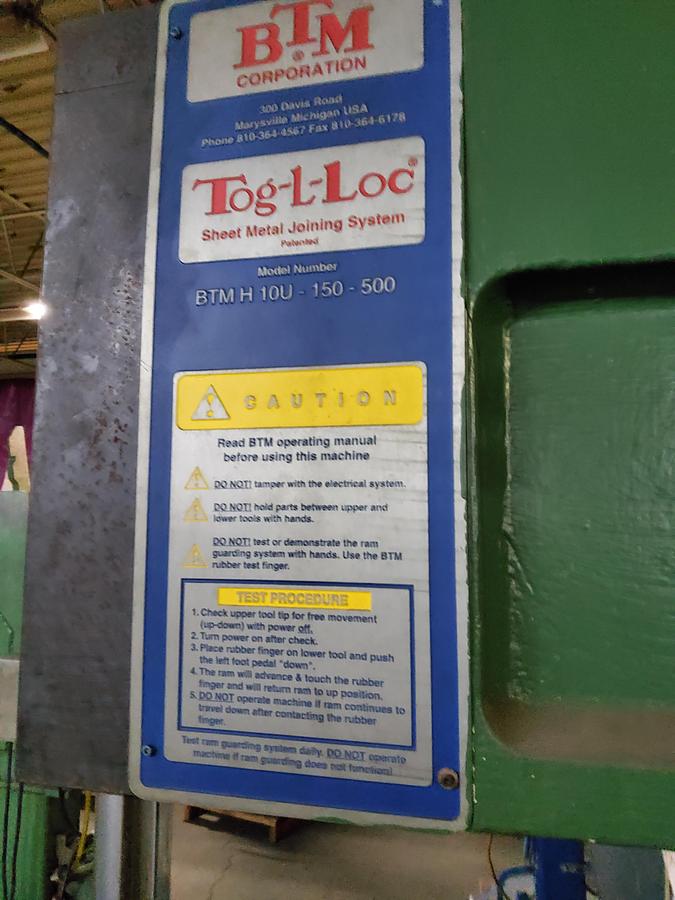 BTM
®
CORPORATION
300 Davis Road
Marysville Michigan USA
Phone 810-364-4567 Fax 810-364-6178
Tog-L-Loc®
Sheet Metal Joining System
Patented
Model Number
BTM H 10U - 150 - 500
CAUTION
Read BTM operating manual
before using this machine
DO NOT! tamper with the electrical system.
DO NOT! hold parts between upper and
lower tools with hands.
DO NOT! test or demonstrate the ram
guarding system with hands. Use the BTM
rubber test finger.
TEST PROCEDURE
1. Check upper tool tip for free movement
(up-down) with power off.
2. Turn power on after check.
3. Place rubber finger on lower tool and push
the left foot pedal "down".
4. The ram will advance & touch the rubber
finger and will return ram to up position.
5. DO NOT operate machine if ram continues to
travel down after contacting the rubber
finger.
Test ram guarding system daily. DO NOT operate
machine if ram guarding does not function!